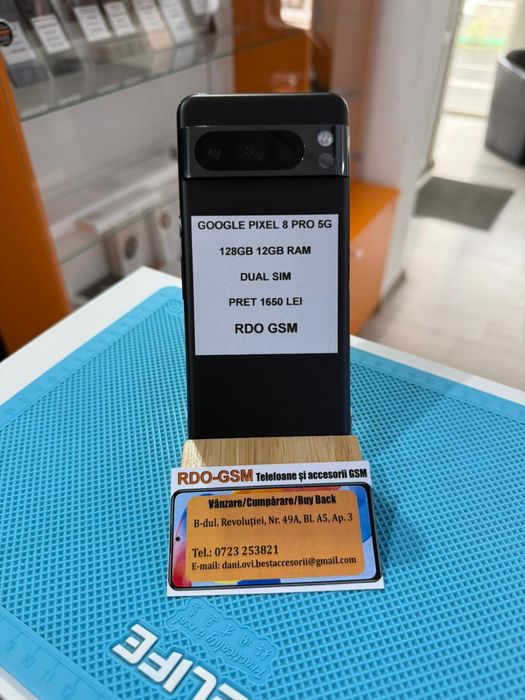 GOOGLE PIXEL 8 PRO 5G
128GB 12GB RAM
DUAL SIM
PRET 1650 LEI
RDO GSM
RDO-GSM Telefoane și accesorii GSM
Vânzare/Cumpărare/Buy Back
B-dul. Revoluției, Nr. 49A, Bl. A5, Ap. 3
Tel.: 0723 253821
E-mail: dani.ovi.bestaccesorii@gmail.com
ELIFE